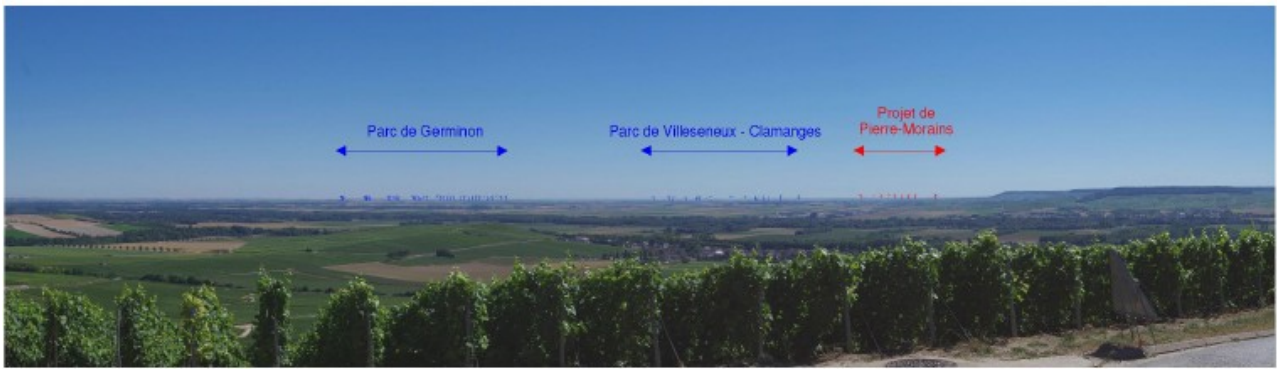 Parc de Germinon
Parc de Villeseneux - Clamanges
Projet de
Pierre-Morains